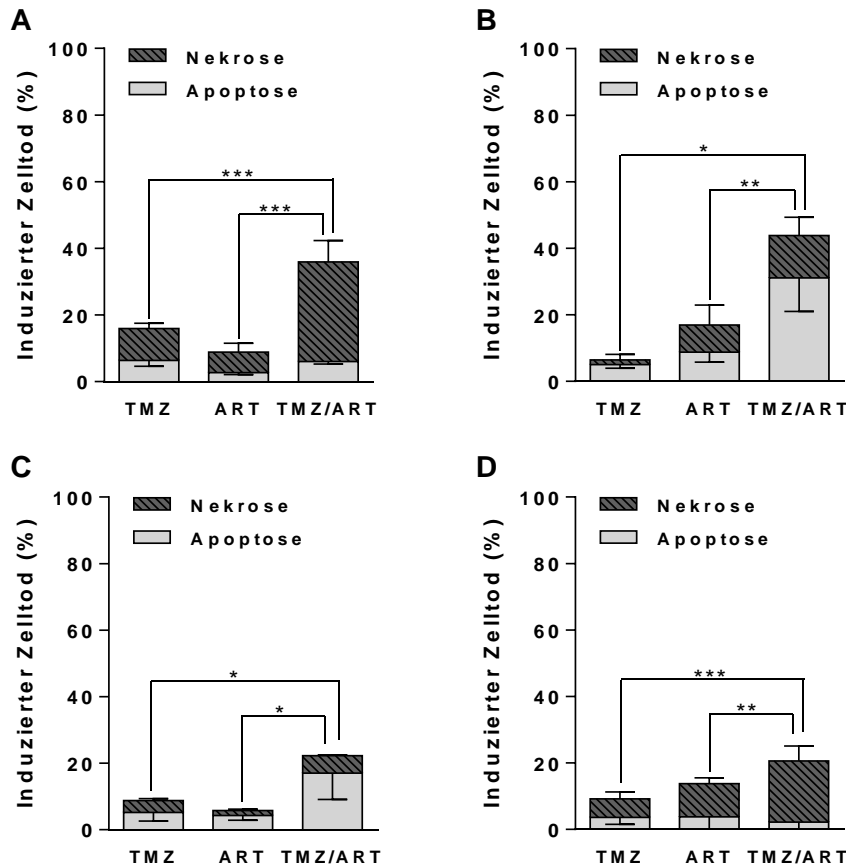 A
Induzierter Zelltod (%)
100
80
60
40
20
0
Nekrose
Apoptose
***
***
TMZ ART TMZ/ART
B
Induzierter Zelltod (%)
100
80
60
40
20
0
Nekrose
Apoptose
*
**
TMZ ART TMZ/ART
C
Induzierter Zelltod (%)
100
80
60
40
20
0
Nekrose
Apoptose
*
*
TMZ ART TMZ/ART
D
Induzierter Zelltod (%)
100
80
60
40
20
0
Nekrose
Apoptose
***
**
TMZ ART TMZ/ART